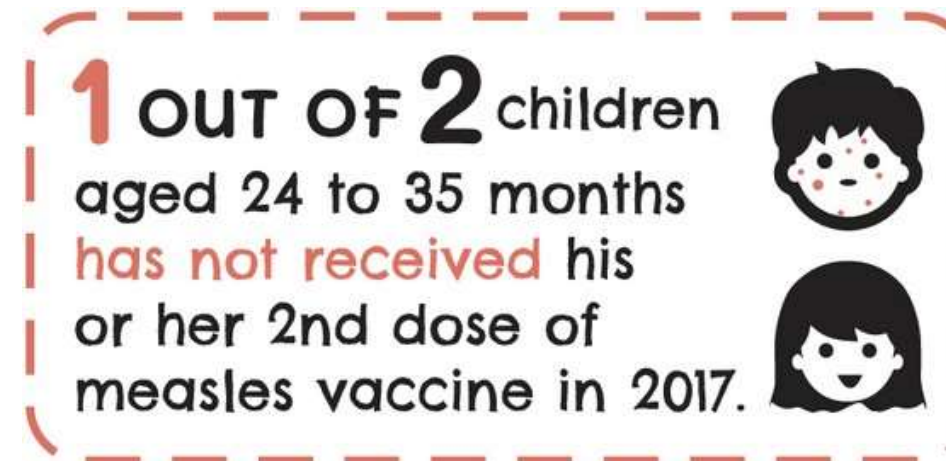 1 OUT OF 2 children
aged 24 to 35 months
has not received his
or her 2nd dose of
measles vaccine in 2017.